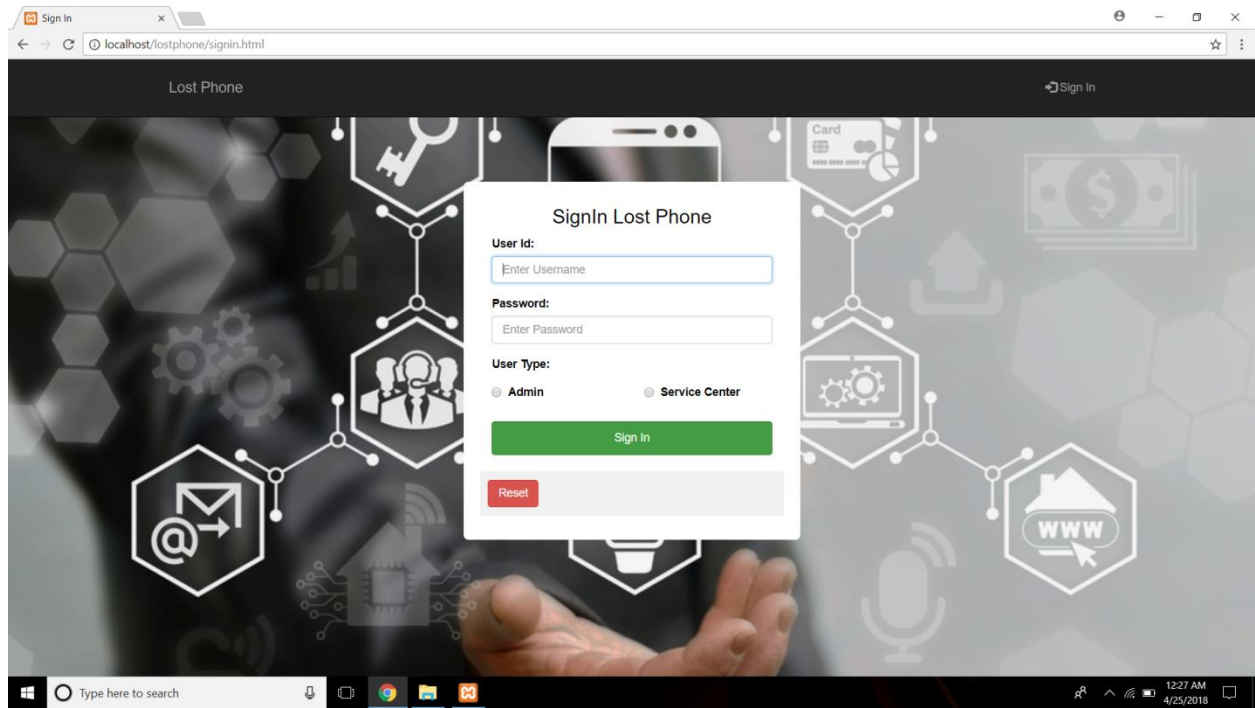 Sign In
localhost/lostphone/signin.html
Lost Phone
Sign In
Card
SignIn Lost Phone
User Id:
Enter Username
Password:
Enter Password
User Type:
Admin
Service Center
Sign In
Reset
@
WWW
Type here to search
12:27 AM
4/25/2018